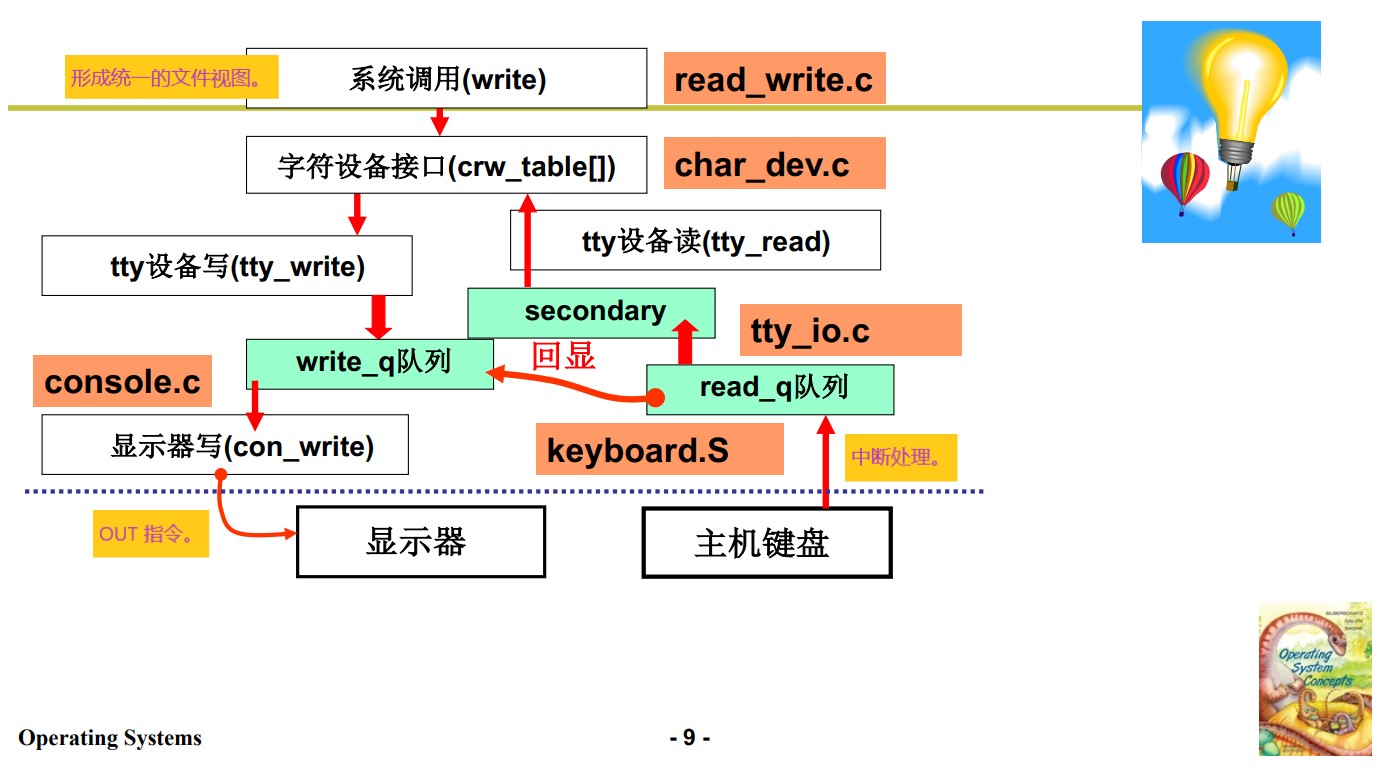 形成统一的文件视图。
系统调用(write)
read_write.c
字符设备接口(crw_table[])
char_dev.c
tty设备读(tty_read)
tty设备写(tty_write)
secondary
tty_io.c
write_q队列
回显
console.c
read_q队列
显示器写(con_write)
keyboard.S
中断处理。
OUT 指令。
显示器
主机键盘
SILBERSCHATZ
GALVIN
GAGNE
Operating
System
Concepts
Operating Systems
- 9 -